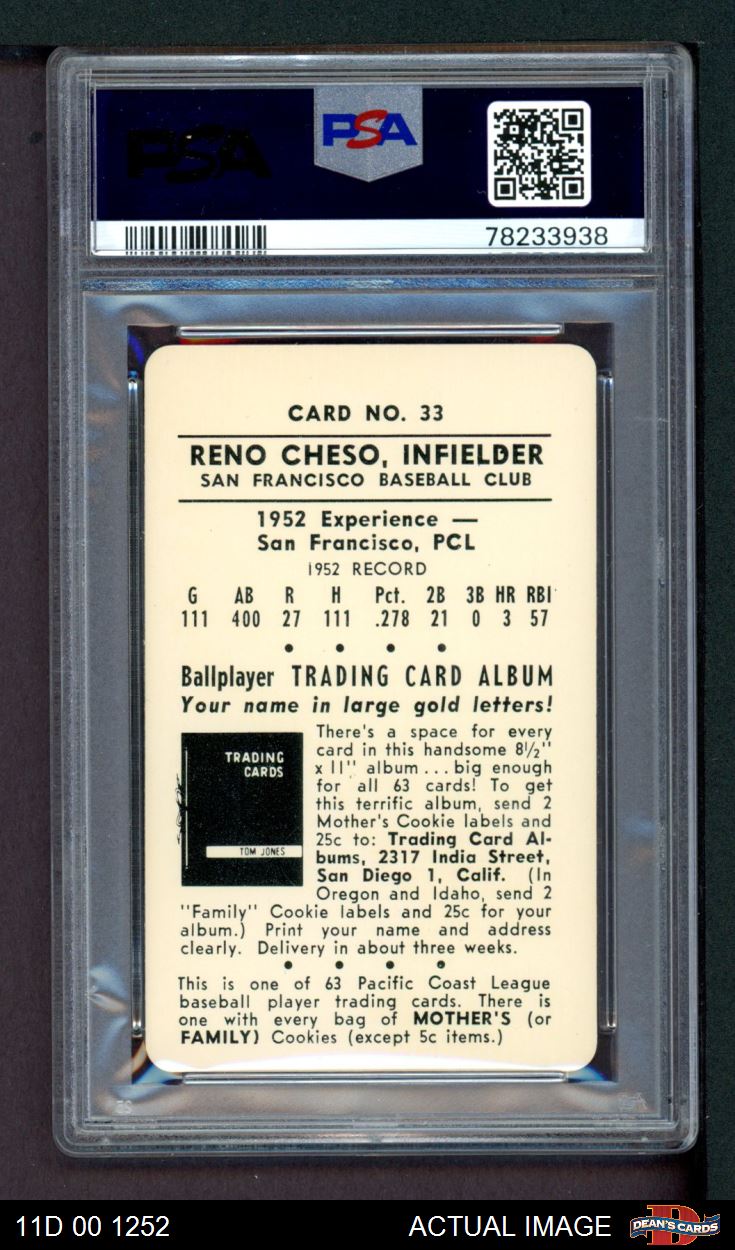 PSA
PSA
78233938
CARD NO. 33
RENO CHESO, INFIELDER
SAN FRANCISCO BASEBALL CLUB
1952 Experience —
San Francisco, PCL
1952 RECORD
G AB R H Pct. 2B 3B HR RBI
111 400 27 111 .278 21 0 3 57
• • • •
Ballplayer TRADING CARD ALBUM
Your name in large gold letters!
TRADING
CARDS
TOM JONES
There's a space for every
card in this handsome 8½"
x 11" album ... big enough
for all 63 cards! To get
this terrific album, send 2
Mother's Cookie labels and
25c to: Trading Card Al-
bums, 2317 India Street,
San Diego 1, Calif. (In
Oregon and Idaho, send 2
"Family" Cookie labels and 25c for your
album.) Print your name and address
clearly. Delivery in about three weeks.
• • • •
This is one of 63 Pacific Coast League
baseball player trading cards. There is
one with every bag of MOTHER'S (or
FAMILY) Cookies (except 5c items.)
11D 00 1252
ACTUAL IMAGE
DEAN'S CARDS